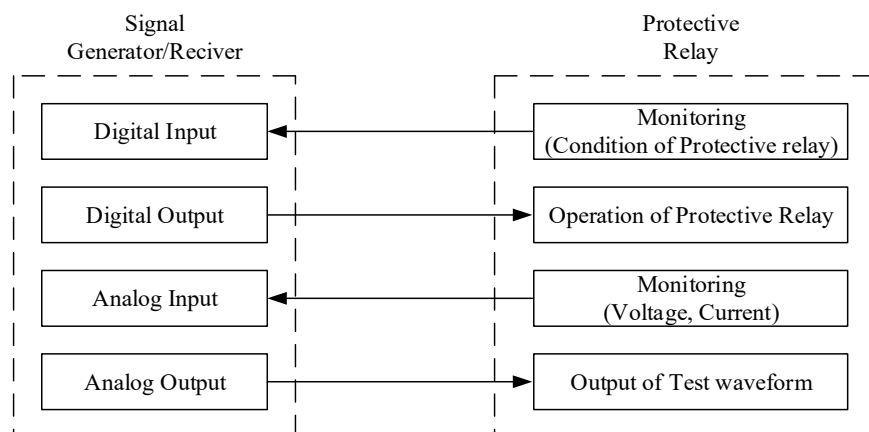 Signal
Generator/Reciver
Protective
Relay
Digital Input
Monitoring
(Condition of Protective relay)
Digital Output
Operation of Protective Relay
Analog Input
Monitoring
(Voltage, Current)
Analog Output
Output of Test waveform